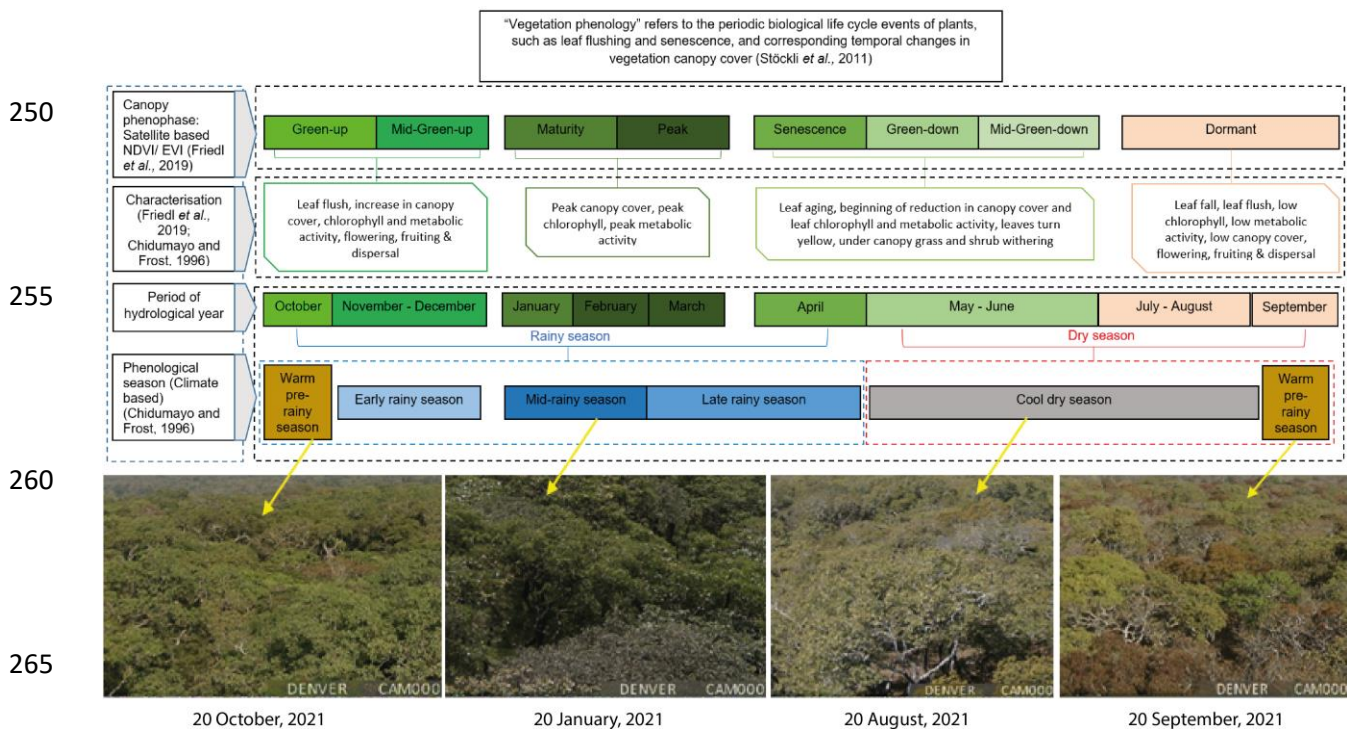 “Vegetation phenology” refers to the periodic biological life cycle events of plants,
such as leaf flushing and senescence, and corresponding temporal changes in
vegetation canopy cover (Stöckli et al., 2011)
250
Canopy
phenophase:
Satellite based
NDVI/ EVI (Friedl
et al., 2019)
Green-up
Mid-Green-up
Maturity
Peak
Senescence
Green-down
Mid-Green-down
Dormant
Characterisation
(Friedl et al.,
2019;
Chidumayo and
Frost, 1996)
Leaf flush, increase in canopy
cover, chlorophyll and metabolic
activity, flowering, fruiting &
dispersal
Peak canopy cover, peak
chlorophyll, peak metabolic
activity
Leaf aging, beginning of reduction in canopy cover and
leaf chlorophyll and metabolic activity, leaves turn
yellow, under canopy grass and shrub withering
Leaf fall, leaf flush, low
chlorophyll, low metabolic
activity, low canopy cover,
flowering, fruiting & dispersal
255
Period of
hydrological year
October
November - December
January
February
March
April
May - June
July - August
September
Rainy season
Dry season
Phenological
season (Climate
based)
(Chidumayo and
Frost, 1996)
Warm
pre-
rainy
season
Early rainy season
Mid-rainy season
Late rainy season
Cool dry season
Warm
pre-
rainy
season
260
265
DENVER CAM000
DENVER CAM000
DENVER CAM000
DENVER CAM000
20 October, 2021
20 January, 2021
20 August, 2021
20 September, 2021